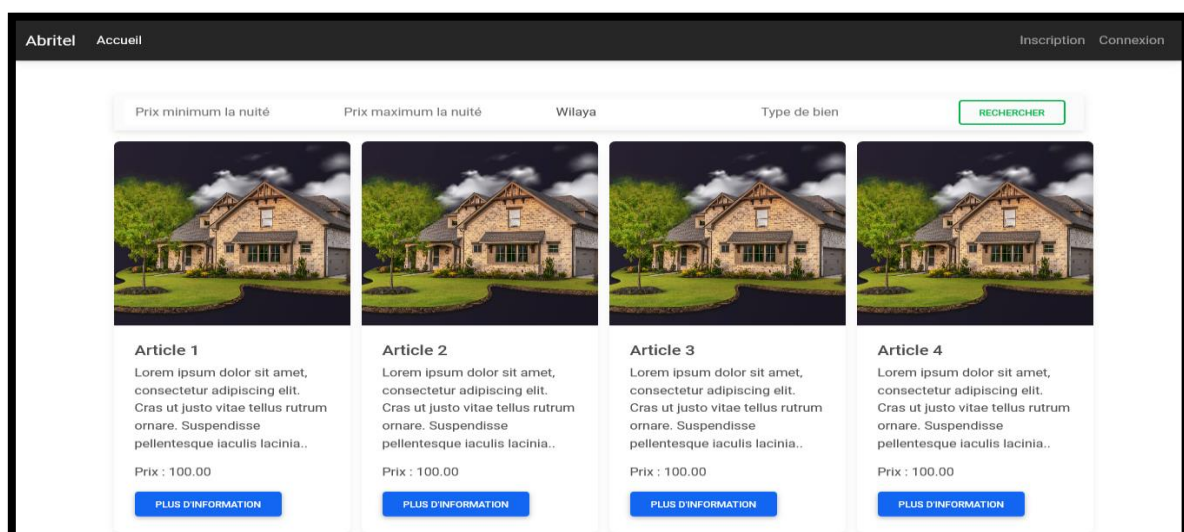 Abritel Accueil Inscription Connexion
Prix minimum la nuité Prix maximum la nuité Wilaya Type de bien RECHERCHER
Article 1
Lorem ipsum dolor sit amet,
consectetur adipiscing elit.
Cras ut justo vitae tellus rutrum
ornare. Suspendisse
pellentesque iaculis lacinia..
Prix : 100.00
PLUS D'INFORMATION
Article 2
Lorem ipsum dolor sit amet,
consectetur adipiscing elit.
Cras ut justo vitae tellus rutrum
ornare. Suspendisse
pellentesque iaculis lacinia..
Prix : 100.00
PLUS D'INFORMATION
Article 3
Lorem ipsum dolor sit amet,
consectetur adipiscing elit.
Cras ut justo vitae tellus rutrum
ornare. Suspendisse
pellentesque iaculis lacinia..
Prix : 100.00
PLUS D'INFORMATION
Article 4
Lorem ipsum dolor sit amet,
consectetur adipiscing elit.
Cras ut justo vitae tellus rutrum
ornare. Suspendisse
pellentesque iaculis lacinia..
Prix : 100.00
PLUS D'INFORMATION